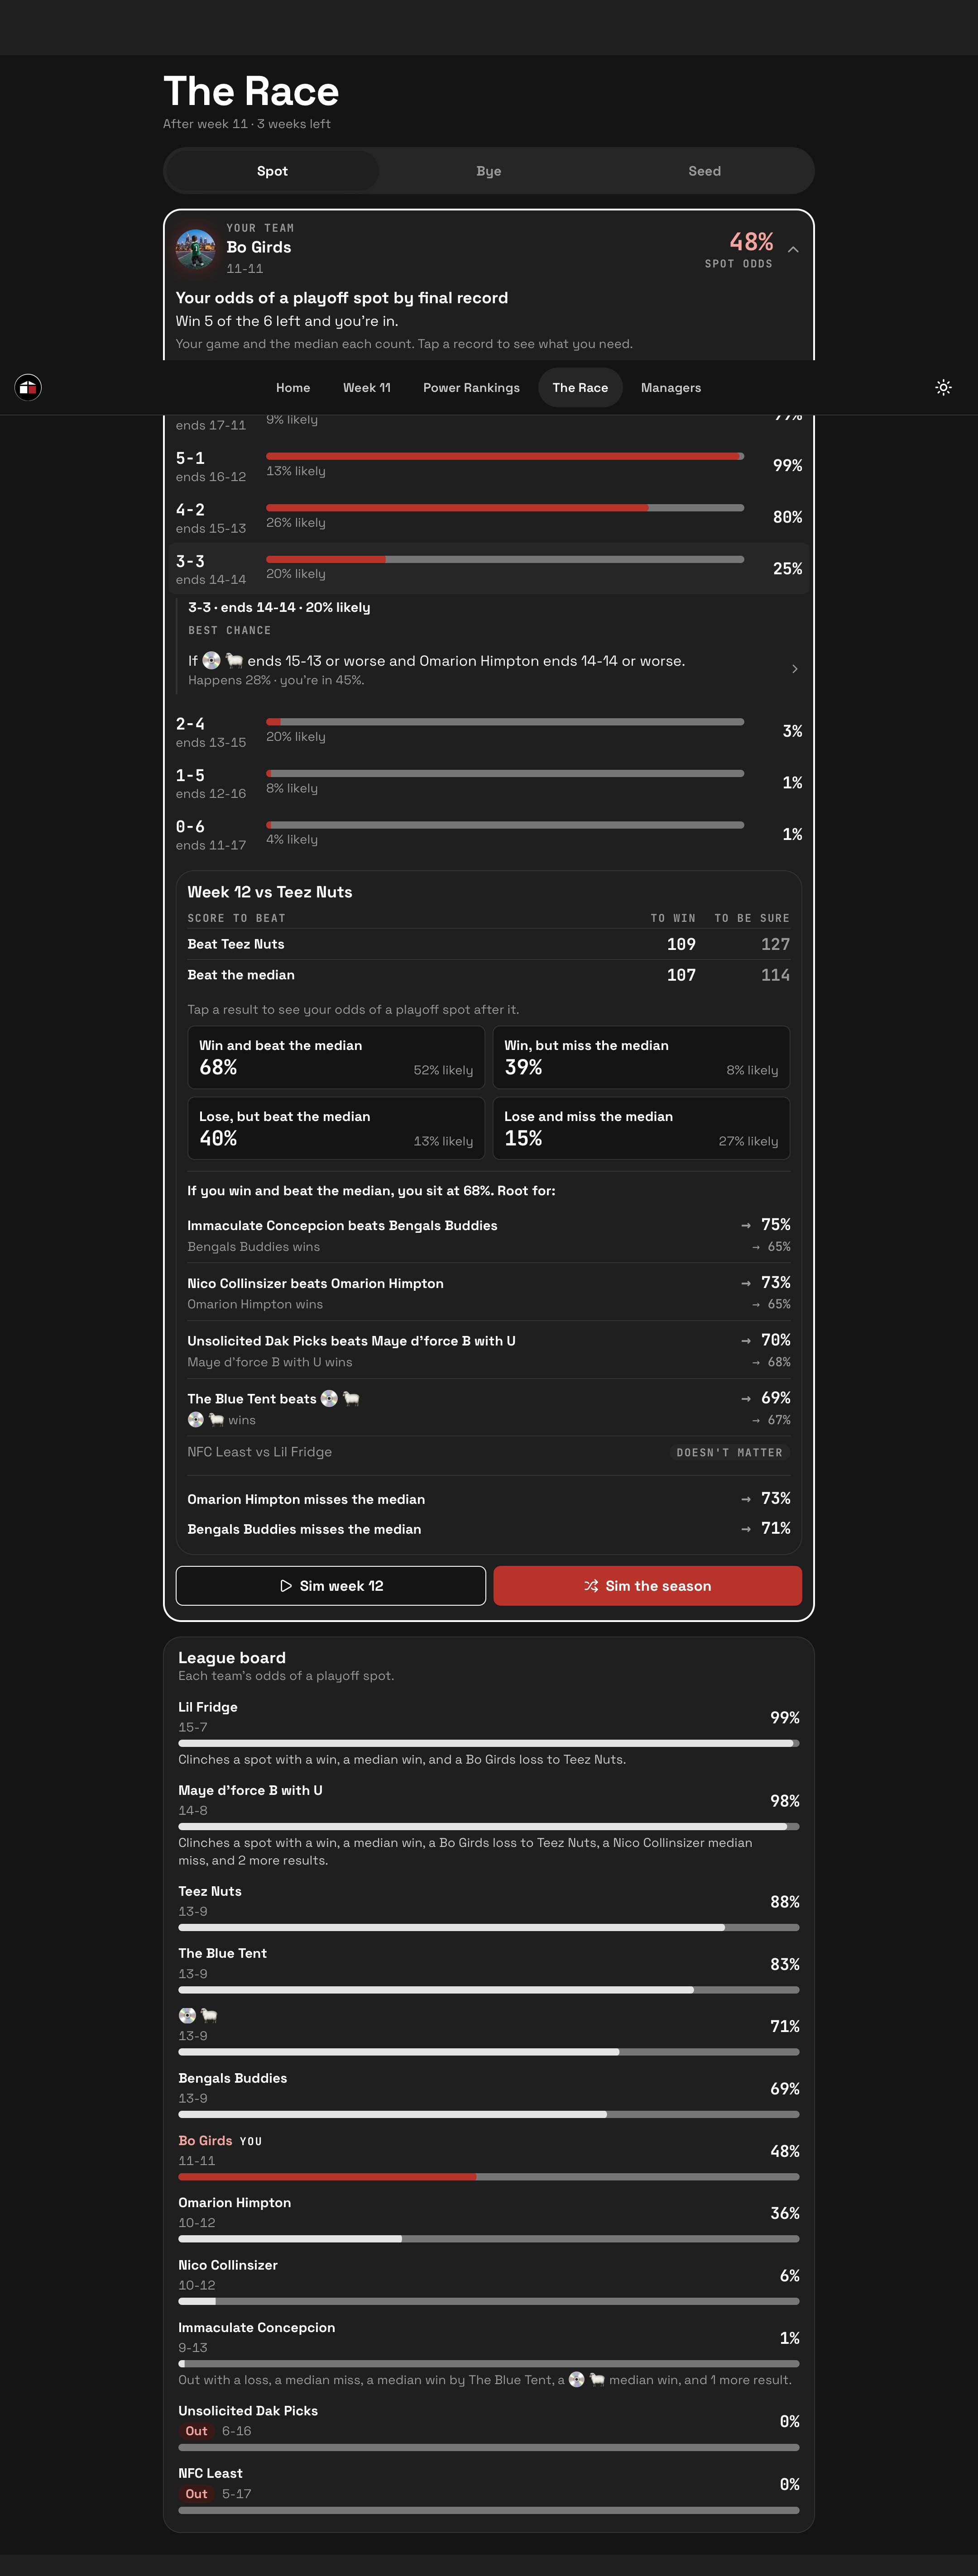 The Race
After week 11 · 3 weeks left
Spot
Bye
Seed
YOUR TEAM
Bo Girds
11-11
48%
SPOT ODDS
Your odds of a playoff spot by final record
Win 5 of the 6 left and you're in.
Your game and the median each count. Tap a record to see what you need.
Home
Week 11
Power Rankings
The Race
Managers
ends 17-11
9% likely
5-1
ends 16-12
13% likely
99%
4-2
ends 15-13
26% likely
80%
3-3
ends 14-14
20% likely
25%
3-3 · ends 14-14 · 20% likely
BEST CHANCE
If 💿 🐑 ends 15-13 or worse and Omarion Himpton ends 14-14 or worse.
Happens 28% · you're in 45%.
2-4
ends 13-15
20% likely
3%
1-5
ends 12-16
8% likely
1%
0-6
ends 11-17
4% likely
1%
Week 12 vs Teez Nuts
SCORE TO BEAT TO WIN TO BE SURE
Beat Teez Nuts 109 127
Beat the median 107 114
Tap a result to see your odds of a playoff spot after it.
Win and beat the median
68% 52% likely
Win, but miss the median
39% 8% likely
Lose, but beat the median
40% 13% likely
Lose and miss the median
15% 27% likely
If you win and beat the median, you sit at 68%. Root for:
Immaculate Concepcion beats Bengals Buddies → 75%
Bengals Buddies wins → 65%
Nico Collinsizer beats Omarion Himpton → 73%
Omarion Himpton wins → 65%
Unsolicited Dak Picks beats Maye d'force B with U → 70%
Maye d'force B with U wins → 68%
The Blue Tent beats 💿 🐑 → 69%
💿 🐑 wins → 67%
NFC Least vs Lil Fridge DOESN'T MATTER
Omarion Himpton misses the median → 73%
Bengals Buddies misses the median → 71%
Sim week 12
Sim the season
League board
Each team's odds of a playoff spot.
Lil Fridge
15-7
99%
Clinches a spot with a win, a median win, and a Bo Girds loss to Teez Nuts.
Maye d'force B with U
14-8
98%
Clinches a spot with a win, a median win, a Bo Girds loss to Teez Nuts, a Nico Collinsizer median
miss, and 2 more results.
Teez Nuts
13-9
88%
The Blue Tent
13-9
83%
💿 🐑
13-9
71%
Bengals Buddies
13-9
69%
Bo Girds YOU
11-11
48%
Omarion Himpton
10-12
36%
Nico Collinsizer
10-12
6%
Immaculate Concepcion
9-13
1%
Out with a loss, a median miss, a median win by The Blue Tent, a 💿 🐑 median win, and 1 more result.
Unsolicited Dak Picks
Out 6-16
0%
NFC Least
Out 5-17
0%